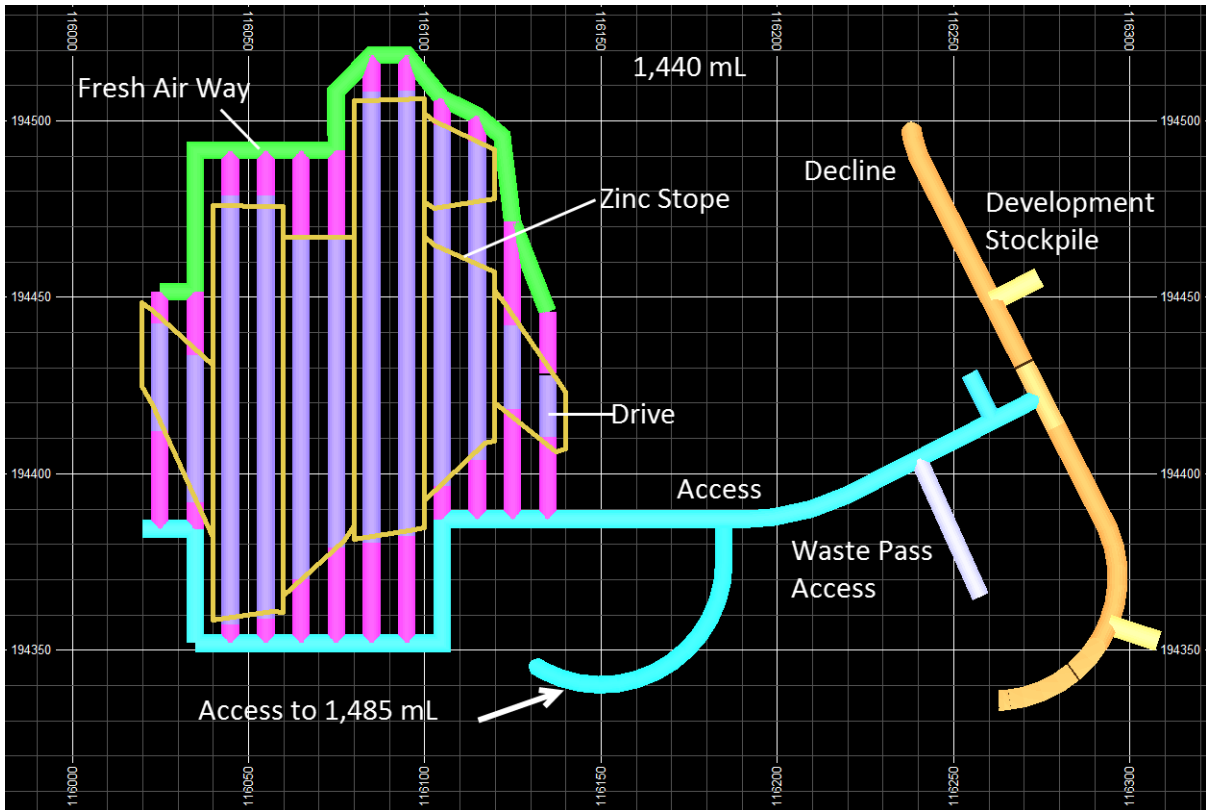 116000
116050
116100
116150
116200
116250
116300
1,440 mL
Fresh Air Way
194500
194500
Decline
Zinc Stope
Development
Stockpile
194450
194450
Drive
194400
194400
Access
Waste Pass
Access
194350
194350
Access to 1,485 mL
116000
116050
116100
116150
116200
116250
116300